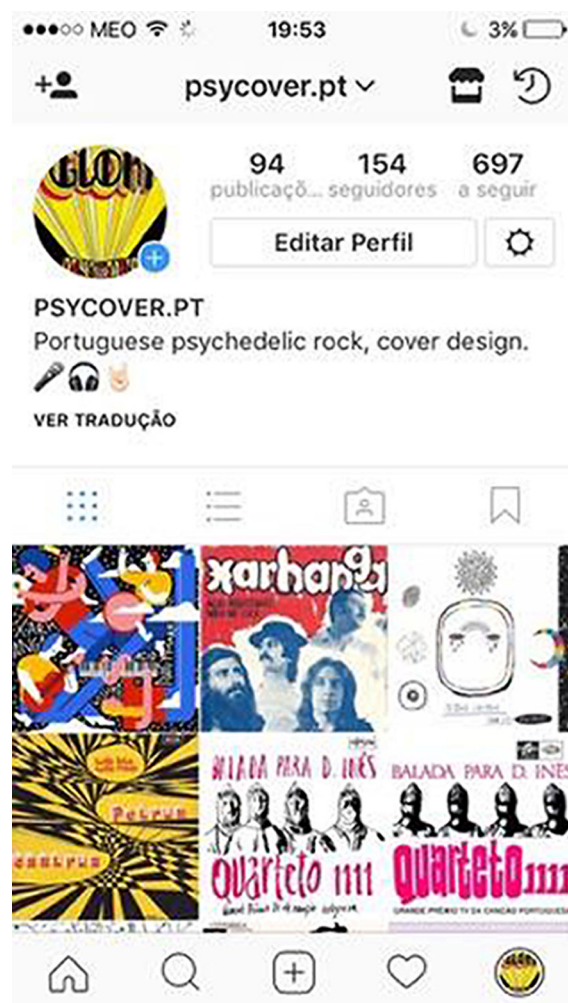 MEO 19:53 3%
psycover.pt
GLOM
94 154 697
publicaçõ... seguidores a seguir
Editar Perfil
PSYCOVER.PT
Portuguese psychedelic rock, cover design.
VER TRADUÇÃO
xarhanga
Petrus
Castrus
BALADA PARA D. INÊS
Quarteto 1111
BALADA PARA D. INES
quarteto 1111
GRANDE PRÉMIO TV DA CANÇÃO PORTUGUESA